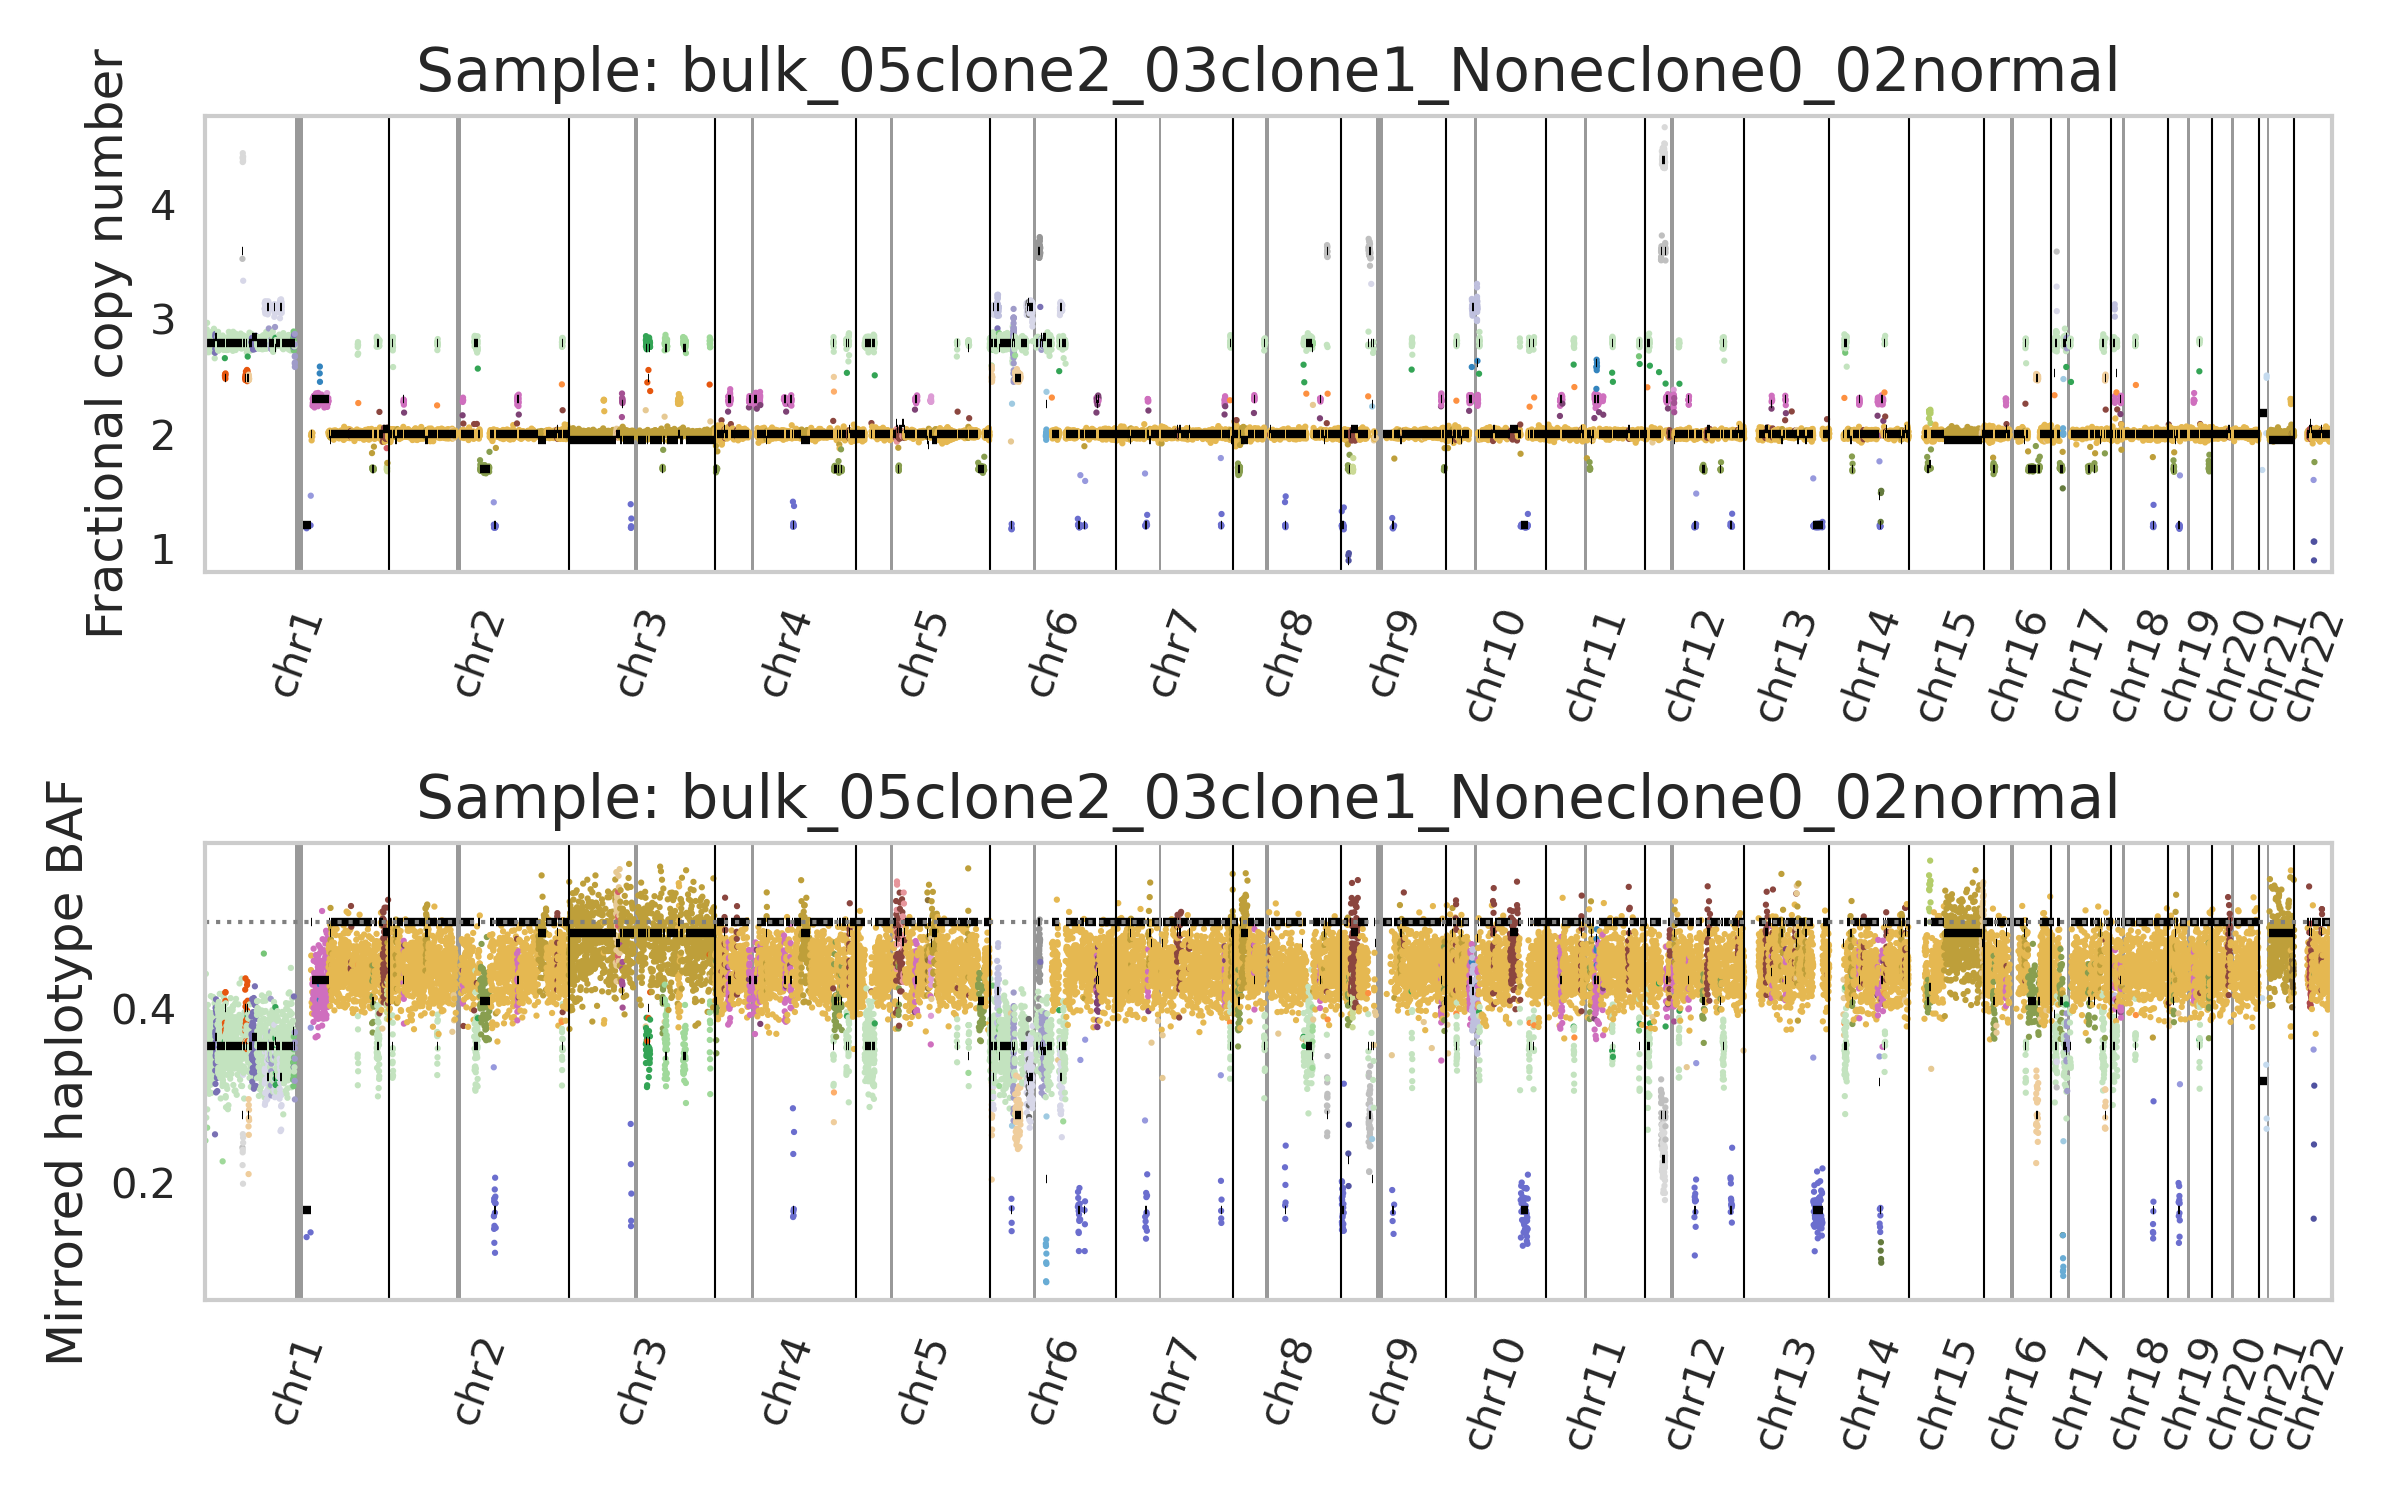 Sample: bulk_05clone2_03clone1_Noneclone0_02normal
Fractional copy number
4
3
2
1
chr1 chr2 chr3 chr4 chr5 chr6 chr7 chr8 chr9 chr10 chr11 chr12 chr13 chr14 chr15 chr16 chr17 chr18 chr19 chr20 chr21 chr22
Sample: bulk_05clone2_03clone1_Noneclone0_02normal
Mirrored haplotype BAF
0.4
0.2
chr1 chr2 chr3 chr4 chr5 chr6 chr7 chr8 chr9 chr10 chr11 chr12 chr13 chr14 chr15 chr16 chr17 chr18 chr19 chr20 chr21 chr22